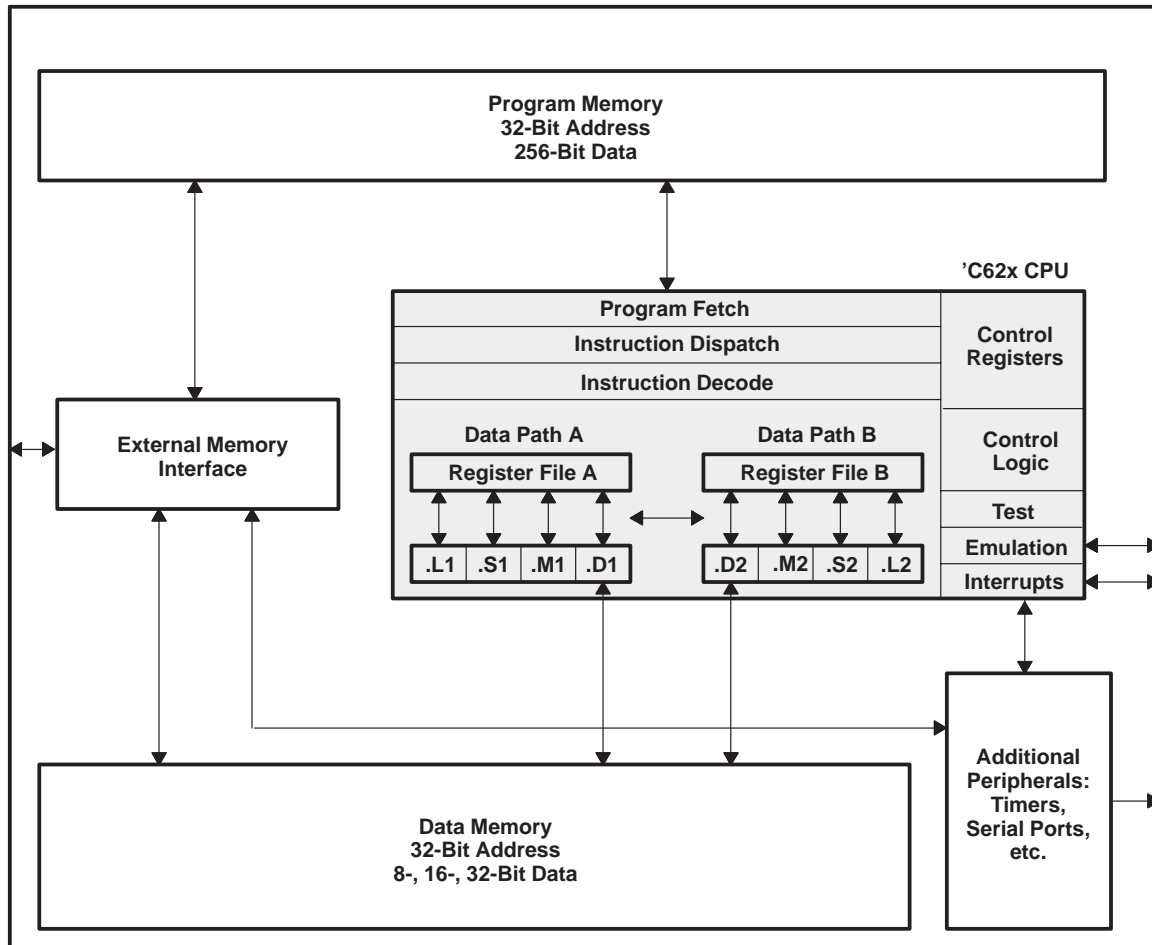 Program Memory
32-Bit Address
256-Bit Data
’C62x CPU
Program Fetch
Instruction Dispatch
Instruction Decode
Control
Registers
Data Path A
Data Path B
Register File A
Register File B
.L1 .S1 .M1 .D1
.D2 .M2 .S2 .L2
Control
Logic
Test
Emulation
Interrupts
External Memory
Interface
Data Memory
32-Bit Address
8-, 16-, 32-Bit Data
Additional
Peripherals:
Timers,
Serial Ports,
etc.